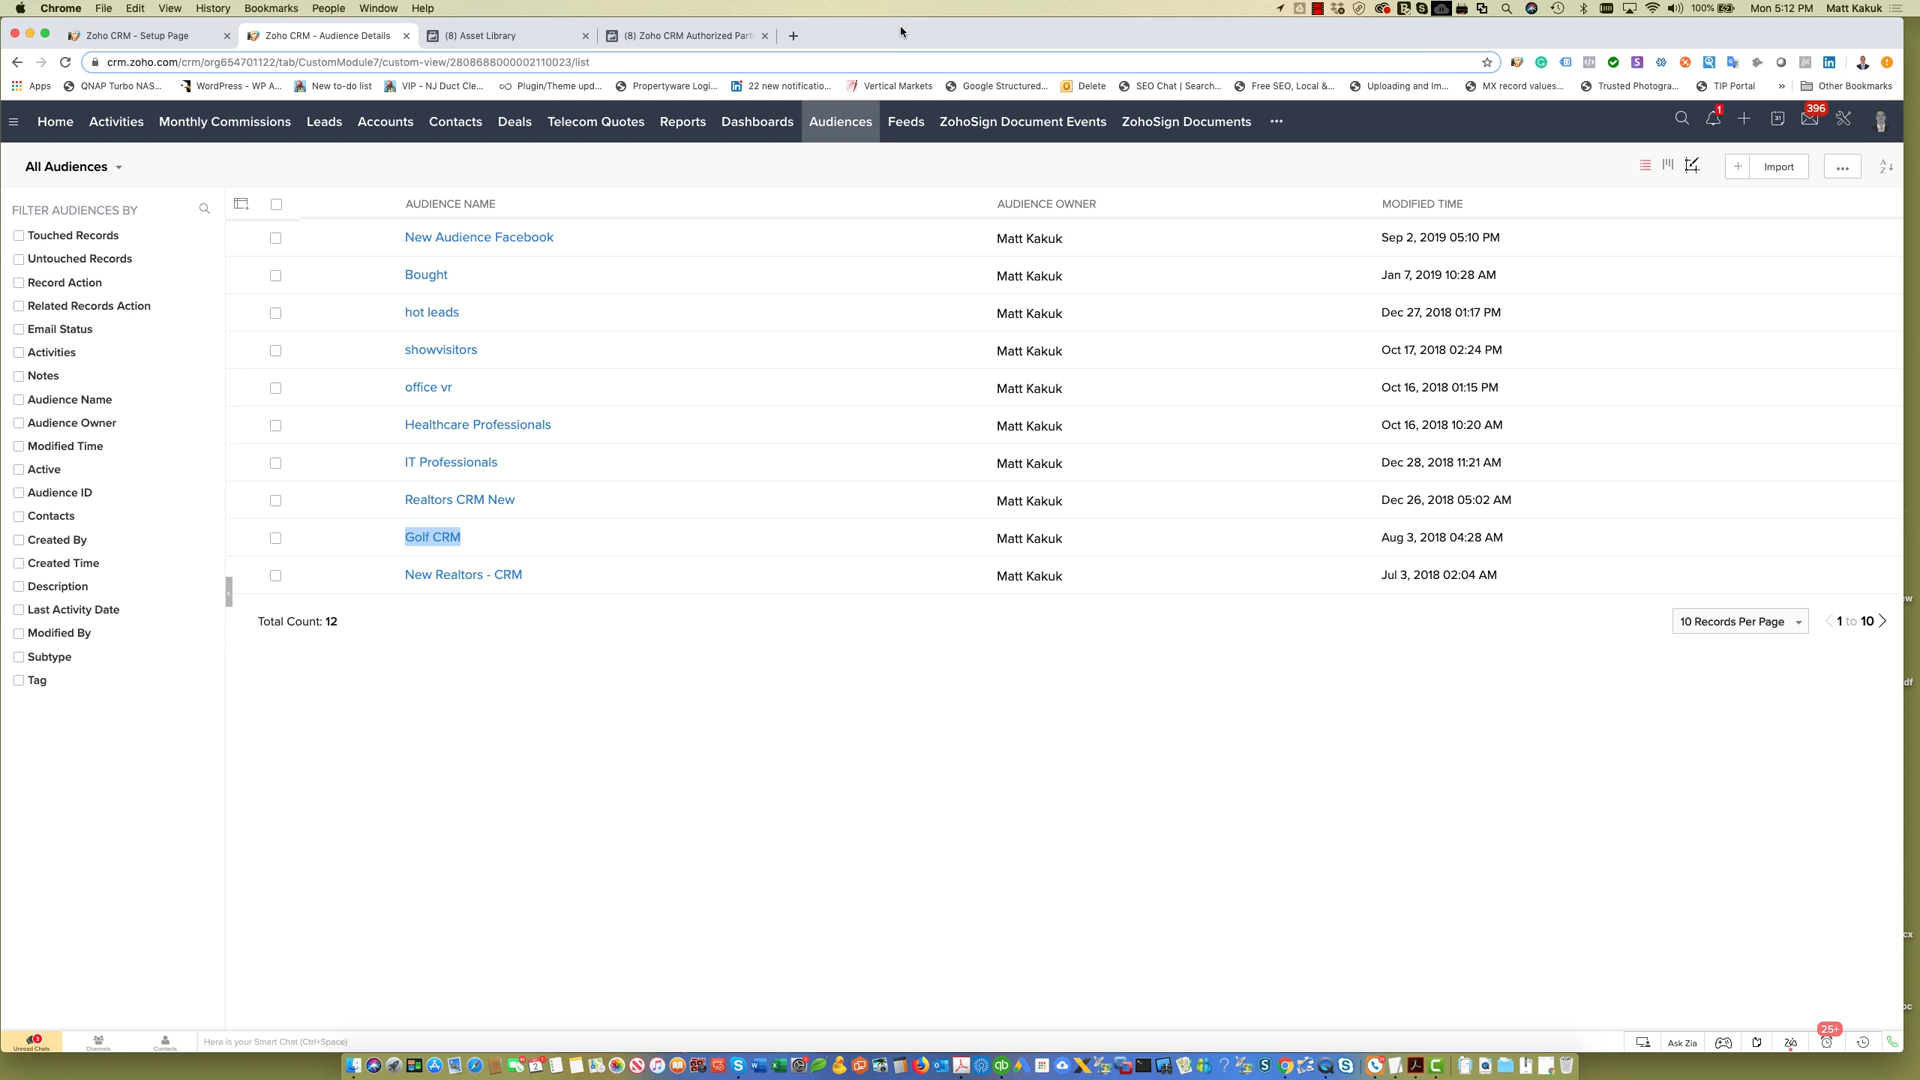 Chrome File Edit View History Bookmarks People Window Help 100% Mon 5:12 PM Matt Kakuk
Zoho CRM - Setup Page Zoho CRM - Audience Details (8) Asset Library (8) Zoho CRM Authorized Part
crm.zoho.com/crm/org654701122/tab/CustomModule7/custom-view/2808688000002110023/list
Apps QNAP Turbo NAS... WordPress - WP A... New to-do list VIP - NJ Duct Cle... Plugin/Theme upd... Propertyware Logi... 22 new notificatio... Vertical Markets Google Structured... Delete SEO Chat | Search... Free SEO, Local &... Uploading and Im... MX record values... Trusted Photogra... TIP Portal » Other Bookmarks
Home Activities Monthly Commissions Leads Accounts Contacts Deals Telecom Quotes Reports Dashboards Audiences Feeds ZohoSign Document Events ZohoSign Documents ••• 1 31 396
All Audiences + Import ...
FILTER AUDIENCES BY
Touched Records
Untouched Records
Record Action
Related Records Action
Email Status
Activities
Notes
Audience Name
Audience Owner
Modified Time
Active
Audience ID
Contacts
Created By
Created Time
Description
Last Activity Date
Modified By
Subtype
Tag
AUDIENCE NAME AUDIENCE OWNER MODIFIED TIME
New Audience Facebook Matt Kakuk Sep 2, 2019 05:10 PM
Bought Matt Kakuk Jan 7, 2019 10:28 AM
hot leads Matt Kakuk Dec 27, 2018 01:17 PM
showvisitors Matt Kakuk Oct 17, 2018 02:24 PM
office vr Matt Kakuk Oct 16, 2018 01:15 PM
Healthcare Professionals Matt Kakuk Oct 16, 2018 10:20 AM
IT Professionals Matt Kakuk Dec 28, 2018 11:21 AM
Realtors CRM New Matt Kakuk Dec 26, 2018 05:02 AM
Golf CRM Matt Kakuk Aug 3, 2018 04:28 AM
New Realtors - CRM Matt Kakuk Jul 3, 2018 02:04 AM
Total Count: 12 10 Records Per Page 1 to 10
Unread Chats Channels Contacts Here is your Smart Chat (Ctrl+Space) Ask Zia 25+